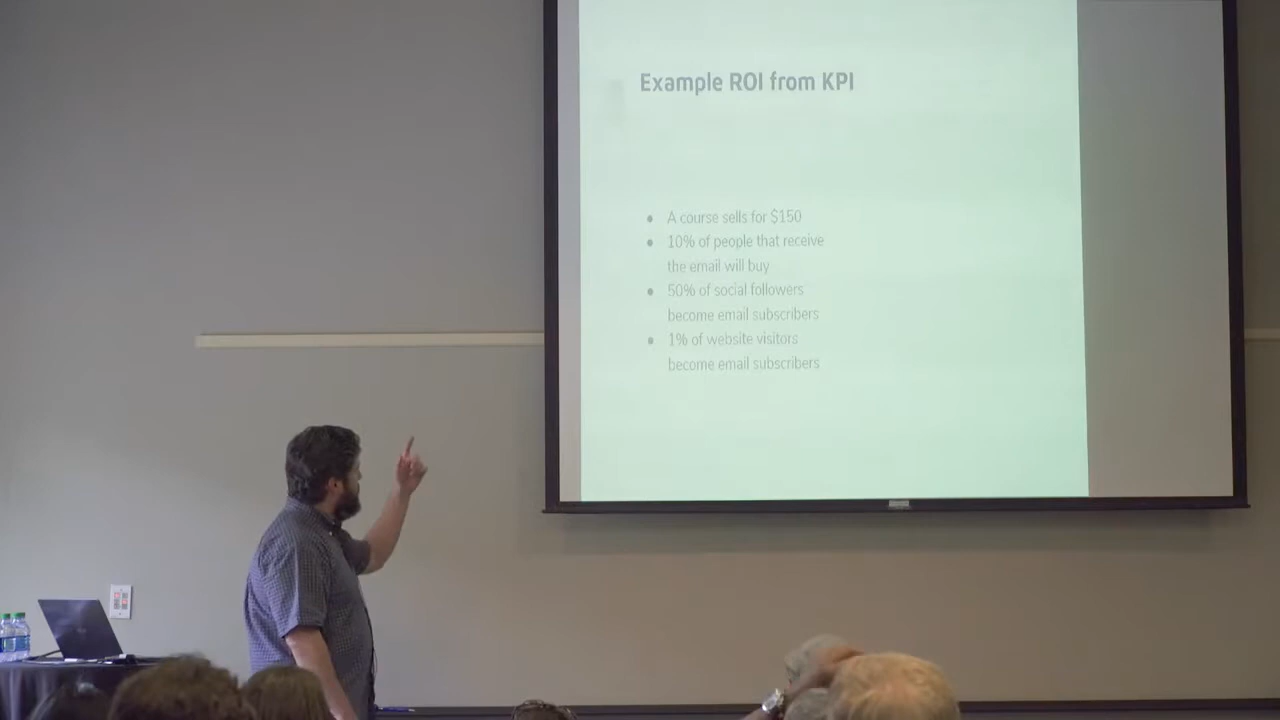 Example ROI from KPI
● A course sells for $150
● 10% of people that receive
the email will buy
● 50% of social followers
become email subscribers
● 1% of website visitors
become email subscribers